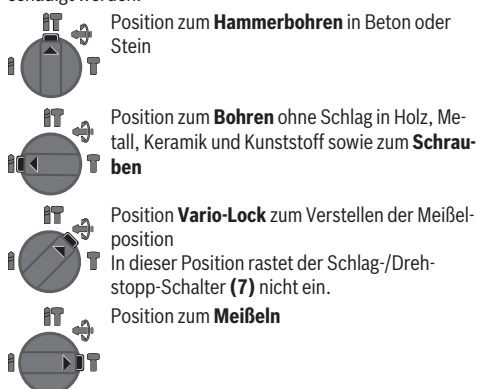 Position zum Hammerbohren in Beton oder
Stein
Position zum Bohren ohne Schlag in Holz, Me-
tall, Keramik und Kunststoff sowie zum Schrau-
ben
Position Vario-Lock zum Verstellen der Meißel-
position
In dieser Position rastet der Schlag-/Dreh-
stopp-Schalter (7) nicht ein.
Position zum Meißeln